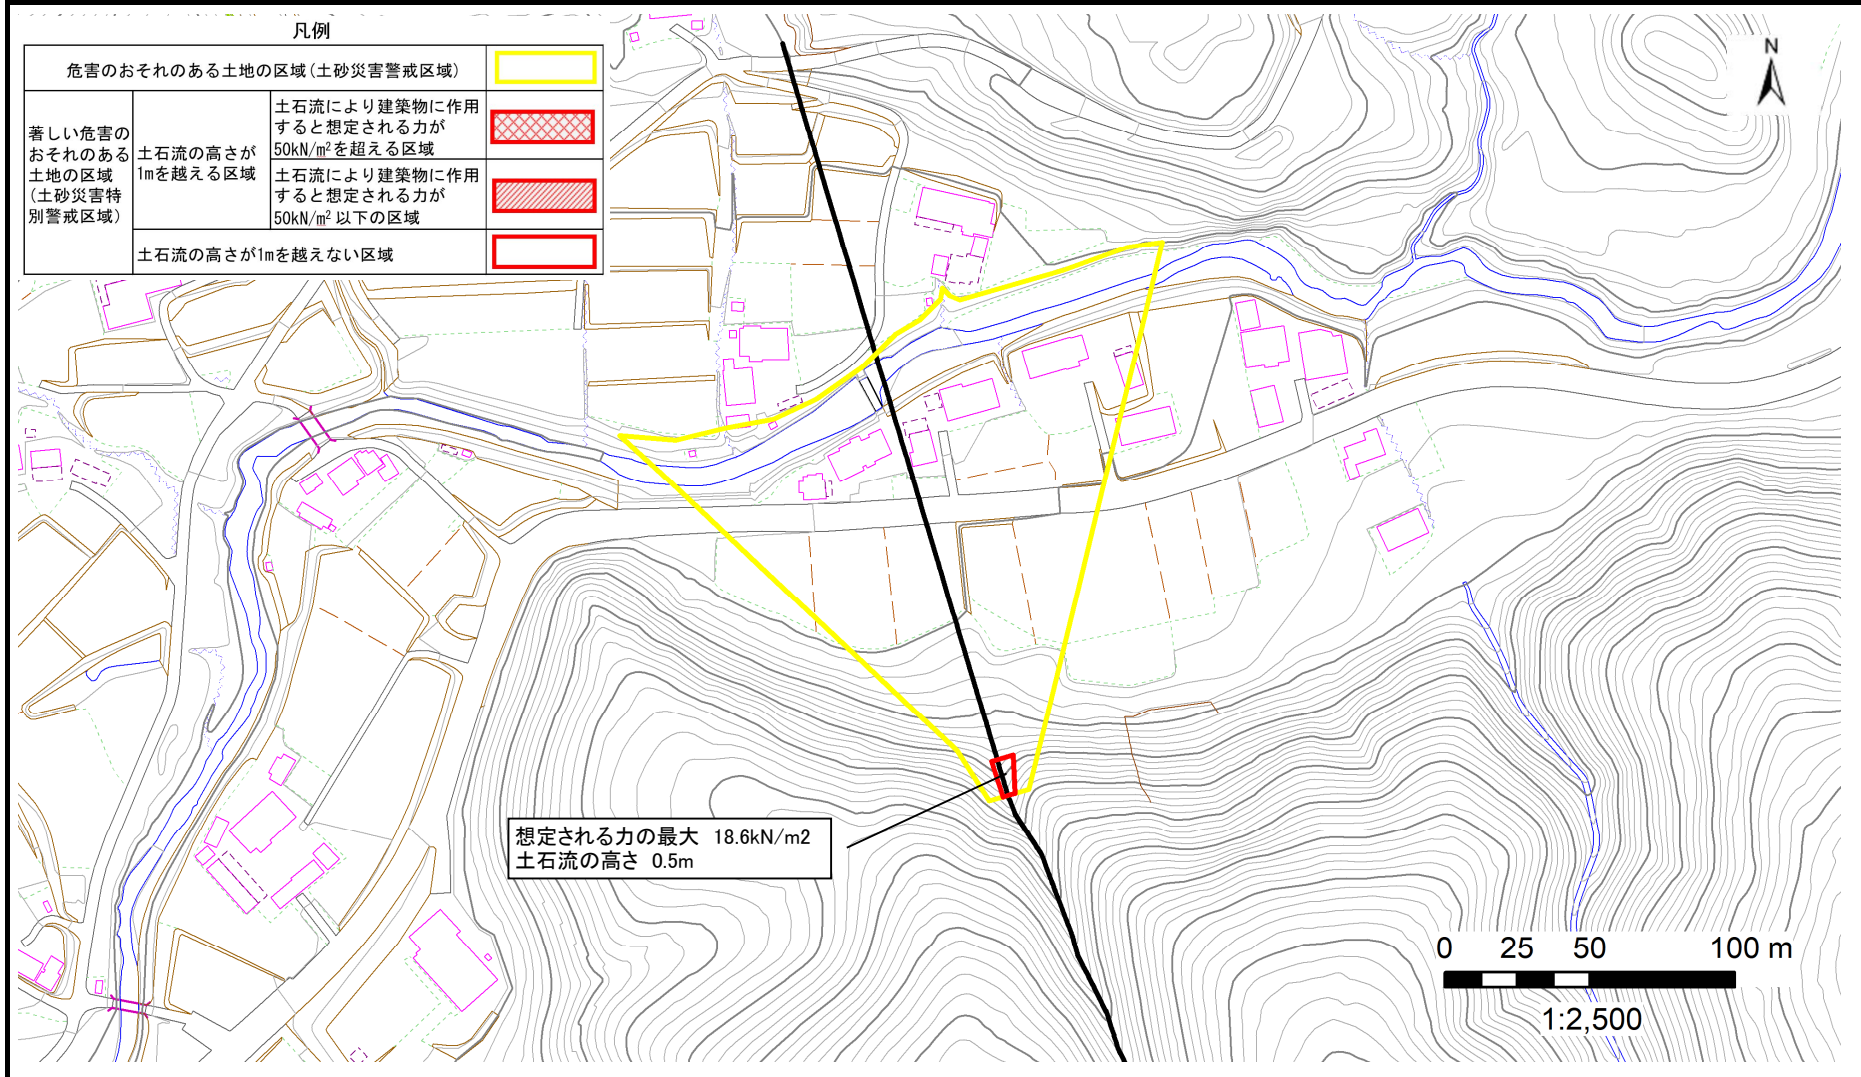 凡例
危害のおそれのある土地の区域(土砂災害警戒区域)
著しい危害の
おそれのある
土地の区域
(土砂災害特
別警戒区域)
土石流の高さが
1mを越える区域
土石流により建築物に作用
すると想定される力が
50kN/m²を超える区域
土石流により建築物に作用
すると想定される力が
50kN/m²以下の区域
土石流の高さが1mを越えない区域
N
想定される力の最大 18.6kN/m2
土石流の高さ 0.5m
0 25 50 100 m
1:2,500